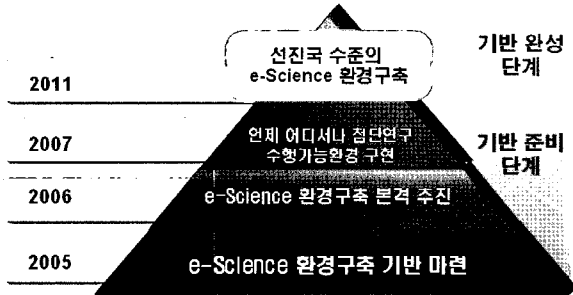 선진국 수준의
e-Science 환경구축
기반 완성
단계
2011
2007
언제 어디서나 첨단연구
수행가능환경 구현
기반 준비
단계
2006
e-Science 환경구축 본격 추진
2005
e-Science 환경구축 기반 마련